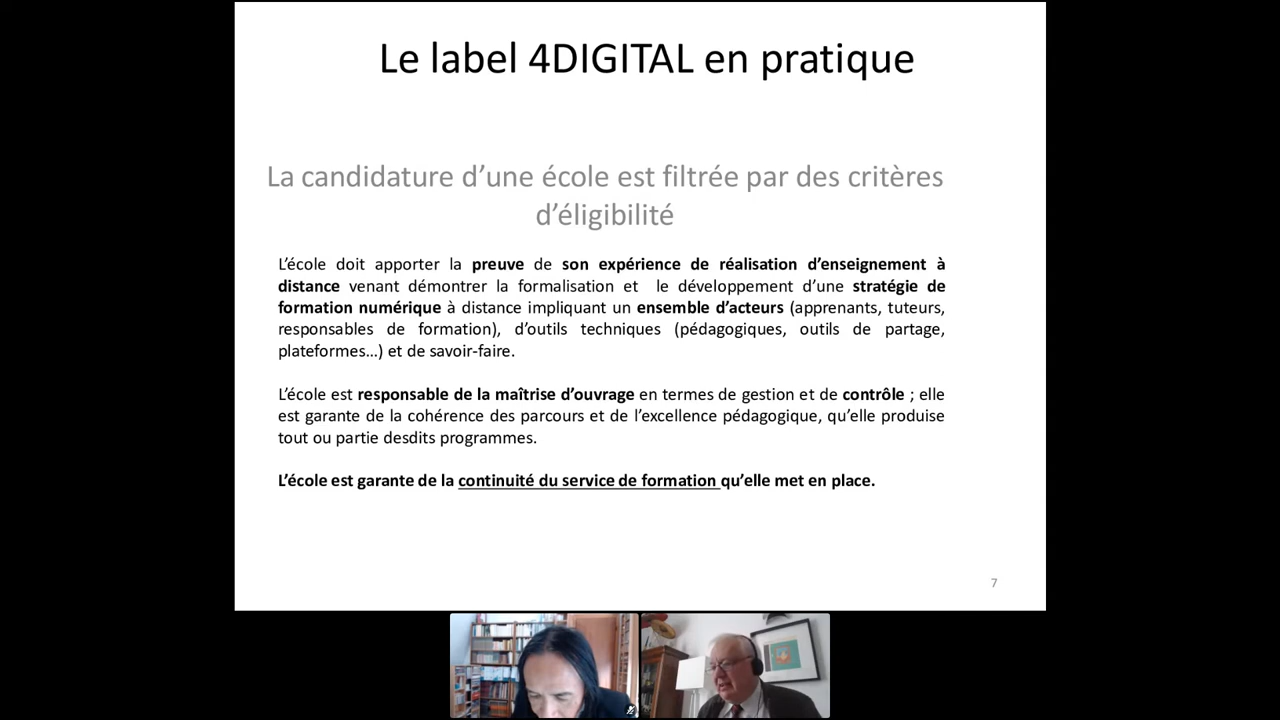 Le label 4DIGITAL en pratique
La candidature d’une école est filtrée par des critères
d’éligibilité
L’école doit apporter la preuve de son expérience de réalisation d’enseignement à
distance venant démontrer la formalisation et le développement d’une stratégie de
formation numérique à distance impliquant un ensemble d’acteurs (apprenants, tuteurs,
responsables de formation), d’outils techniques (pédagogiques, outils de partage,
plateformes…) et de savoir-faire.
L’école est responsable de la maîtrise d’ouvrage en termes de gestion et de contrôle ; elle
est garante de la cohérence des parcours et de l’excellence pédagogique, qu’elle produise
tout ou partie desdits programmes.
L’école est garante de la continuité du service de formation qu’elle met en place.
7